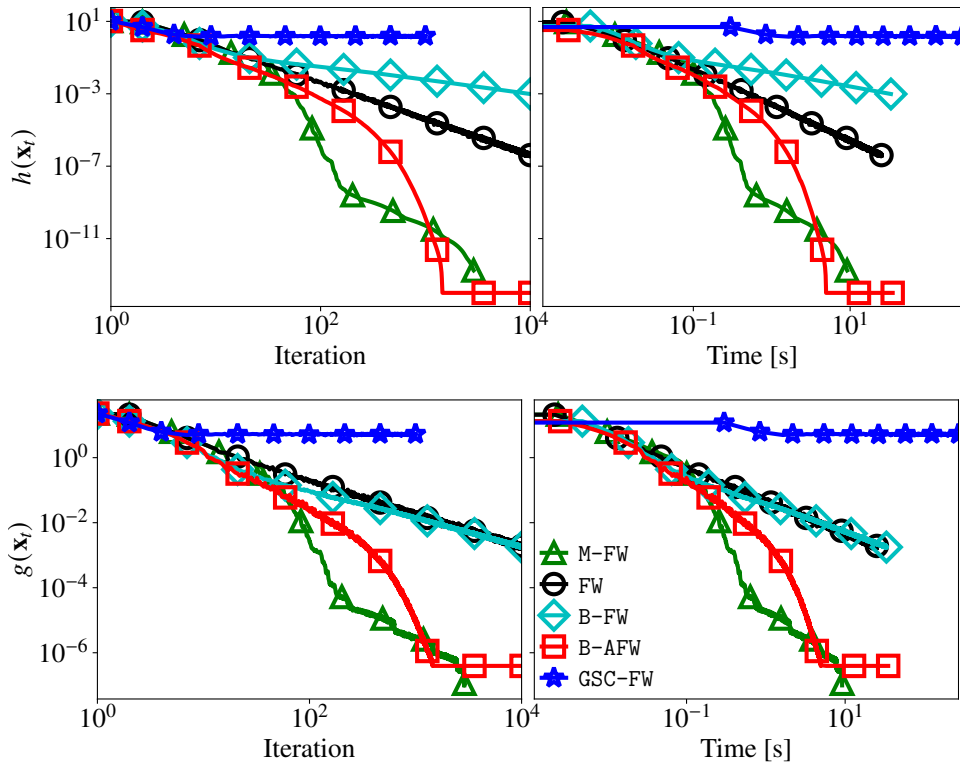 10^1
10^{-3}
10^{-7}
10^{-11}
h(x_t)
10^0
10^2
10^4
10^{-1}
10^1
Iteration
Time [s]
10^0
10^{-2}
10^{-4}
10^{-6}
g(x_t)
M-FW
FW
B-FW
B-AFW
GSC-FW
10^0
10^2
10^4
10^{-1}
10^1
Iteration
Time [s]